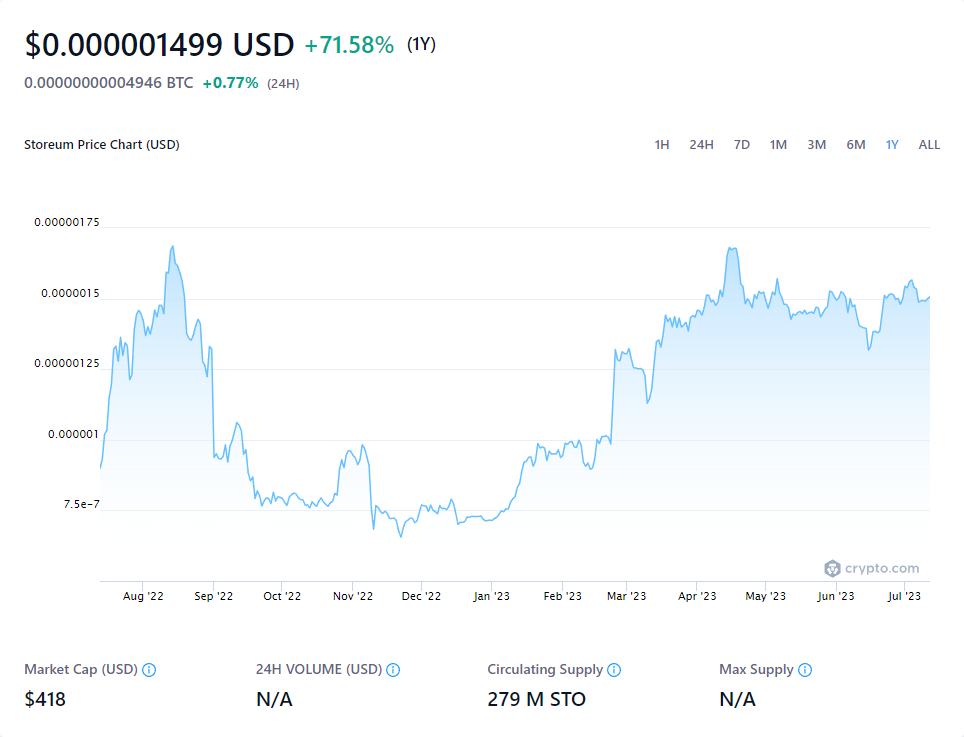 $0.000001499 USD +71.58% (1Y)
0.00000000004946 BTC +0.77% (24H)
Storeum Price Chart (USD) 1H 24H 7D 1M 3M 6M 1Y ALL
0.00000175
0.0000015
0.00000125
0.000001
7.5e-7
crypto.com
Aug '22 Sep '22 Oct '22 Nov '22 Dec '22 Jan '23 Feb '23 Mar '23 Apr '23 May '23 Jun '23 Jul '23
Market Cap (USD) 24H VOLUME (USD) Circulating Supply Max Supply
$418 N/A 279 M STO N/A